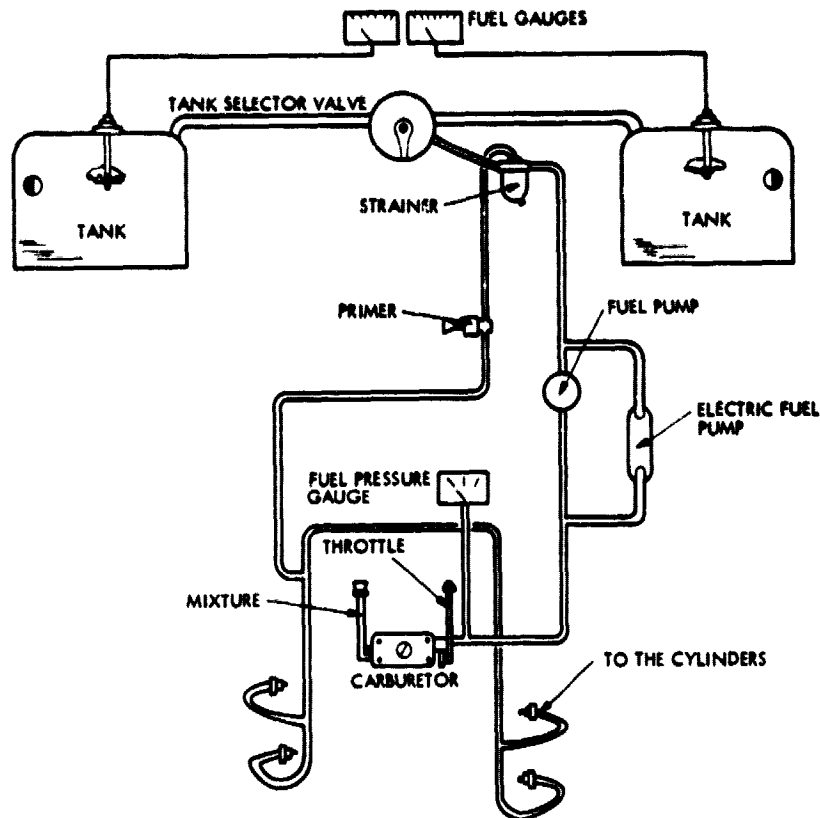 FUEL GAUGES
TANK SELECTOR VALVE
STRAINER
TANK
TANK
PRIMER
FUEL PUMP
ELECTRIC FUEL
PUMP
FUEL PRESSURE
GAUGE
THROTTLE
MIXTURE
CARBURETOR
TO THE CYLINDERS